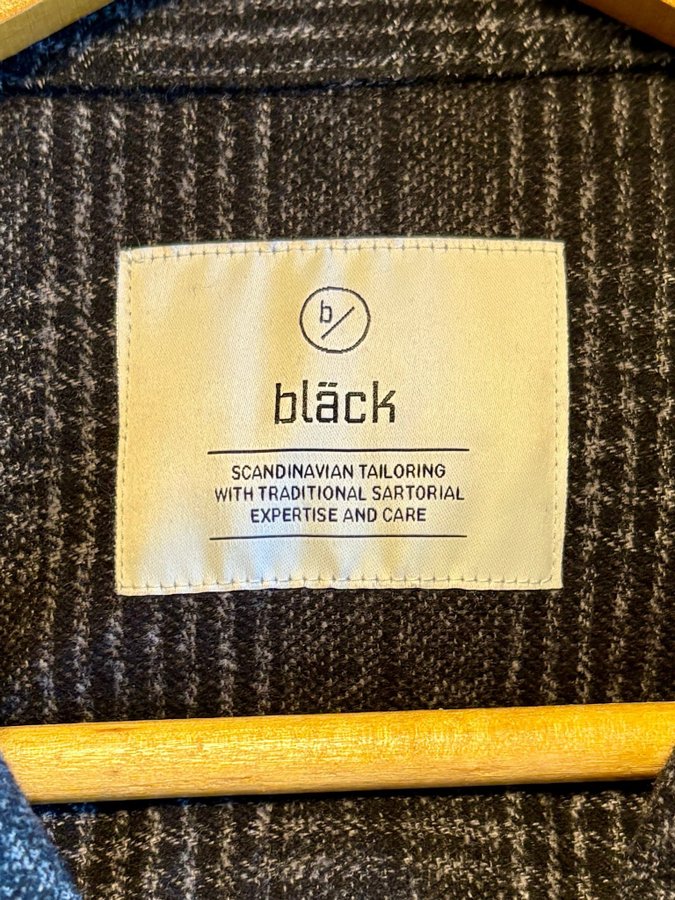 b/
bläck
SCANDINAVIAN TAILORING
WITH TRADITIONAL SARTORIAL
EXPERTISE AND CARE